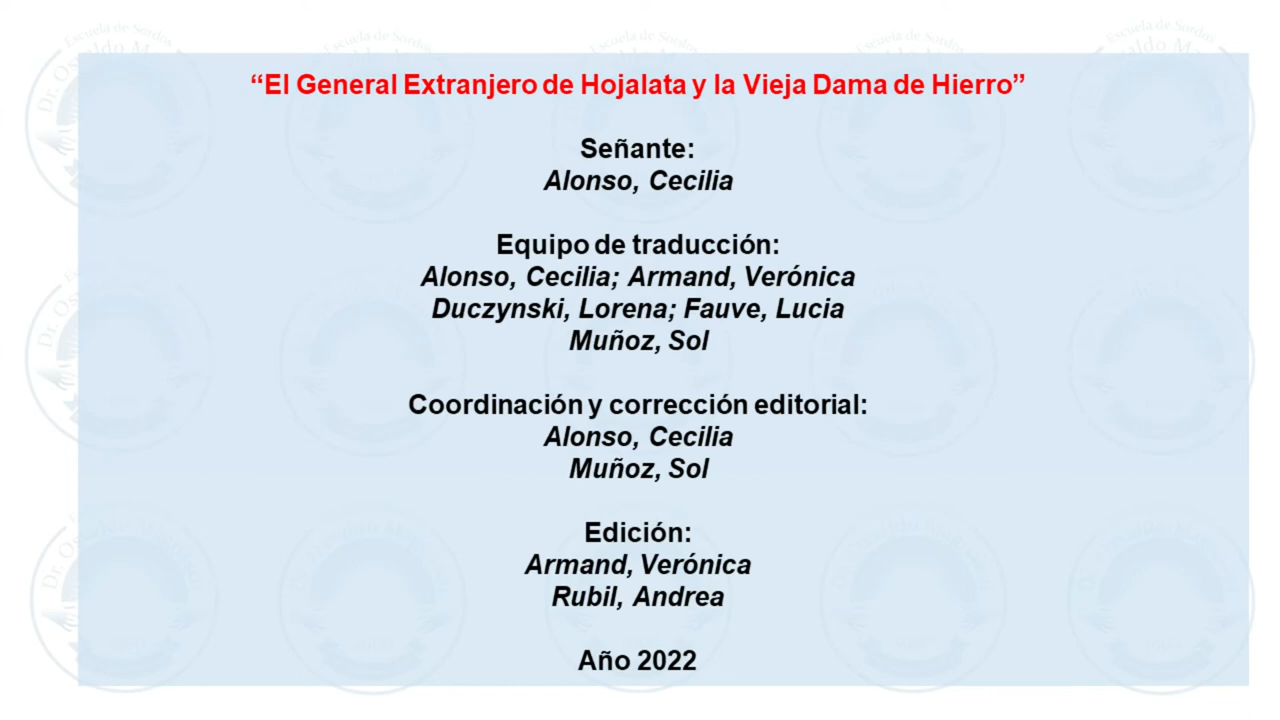 “El General Extranjero de Hojalata y la Vieja Dama de Hierro”
Señante:
Alonso, Cecilia
Equipo de traducción:
Alonso, Cecilia; Armand, Verónica
Duczynski, Lorena; Fauve, Lucia
Muñoz, Sol
Coordinación y corrección editorial:
Alonso, Cecilia
Muñoz, Sol
Edición:
Armand, Verónica
Rubil, Andrea
Año 2022